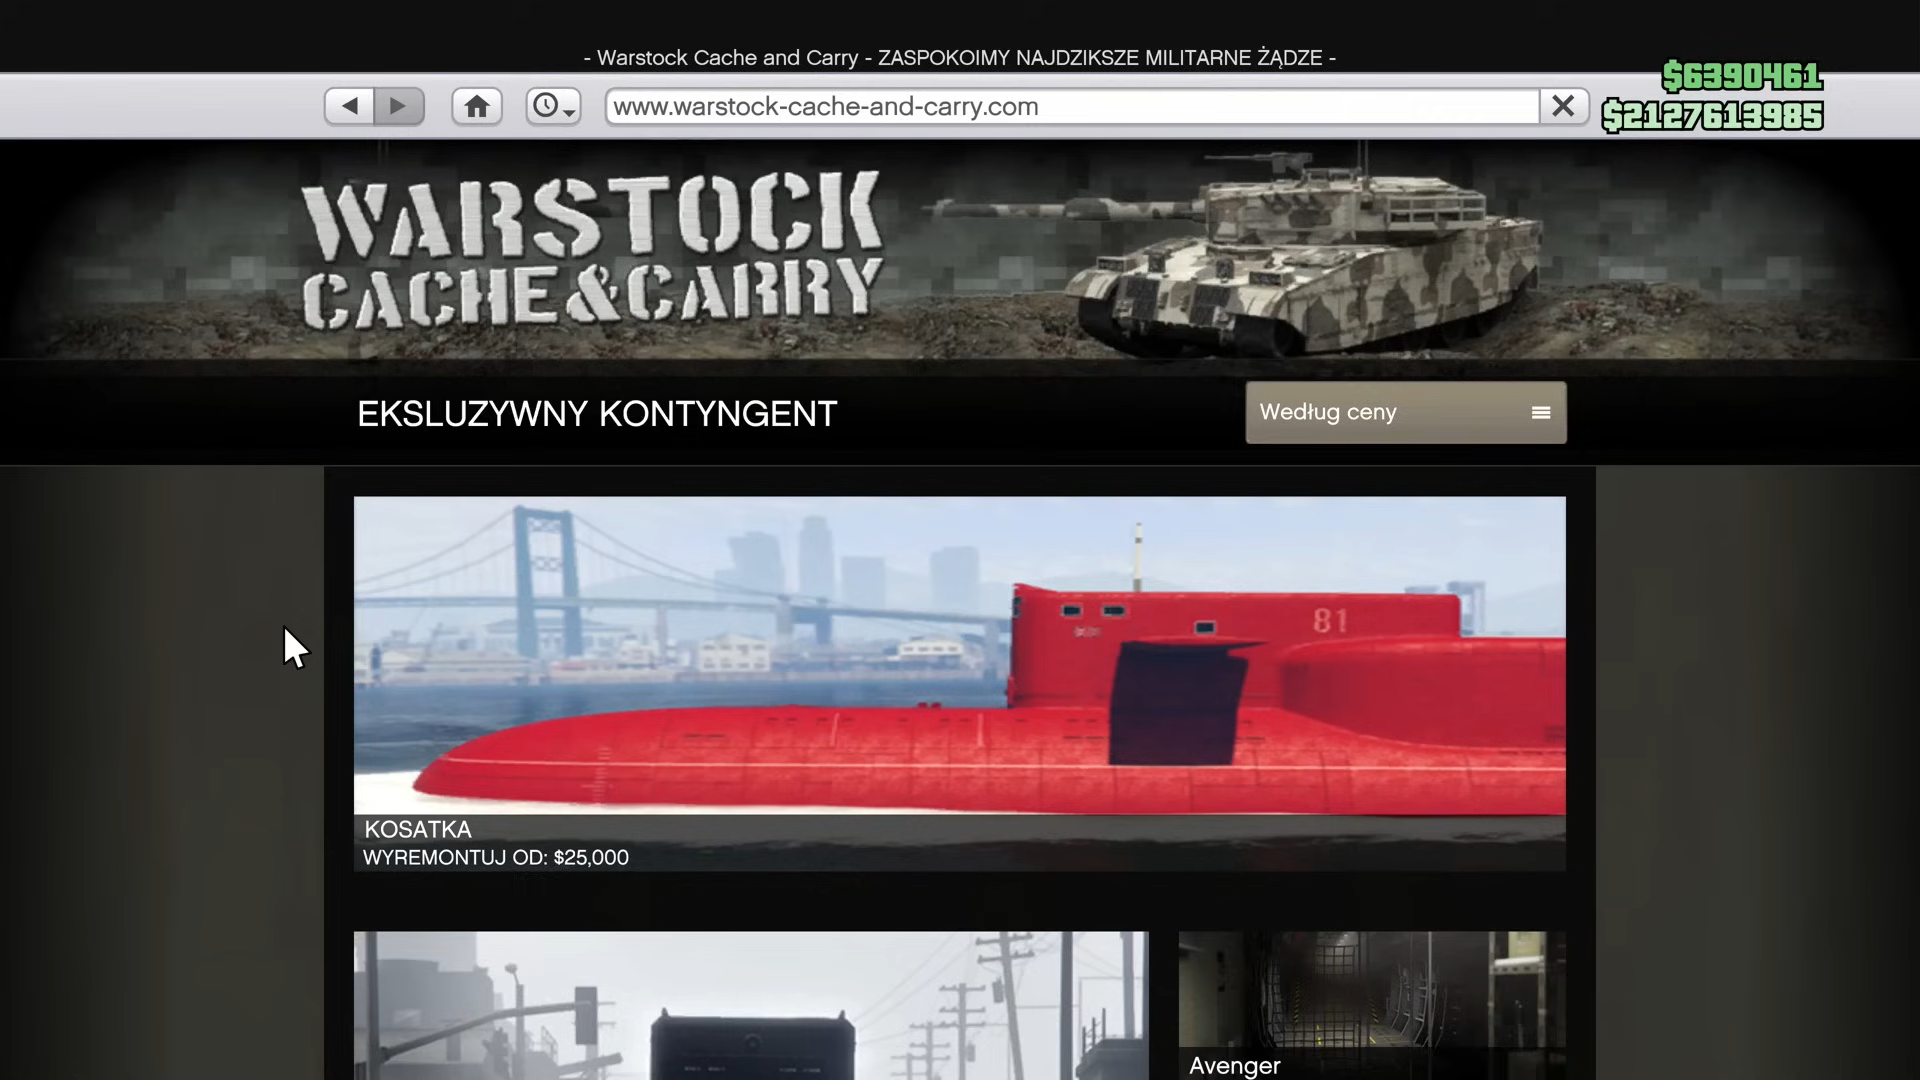 - Warstock Cache and Carry - ZASPOKOIMY NAJDZIKSZE MILITARNE ŻĄDZE -
$6390461
www.warstock-cache-and-carry.com
$2127613985
WARSTOCK
CACHE&CARRY
EKSLUZYWNY KONTYNGENT
Według ceny
81
KOSATKA
WYREMONTUJ OD: $25,000
Avenger